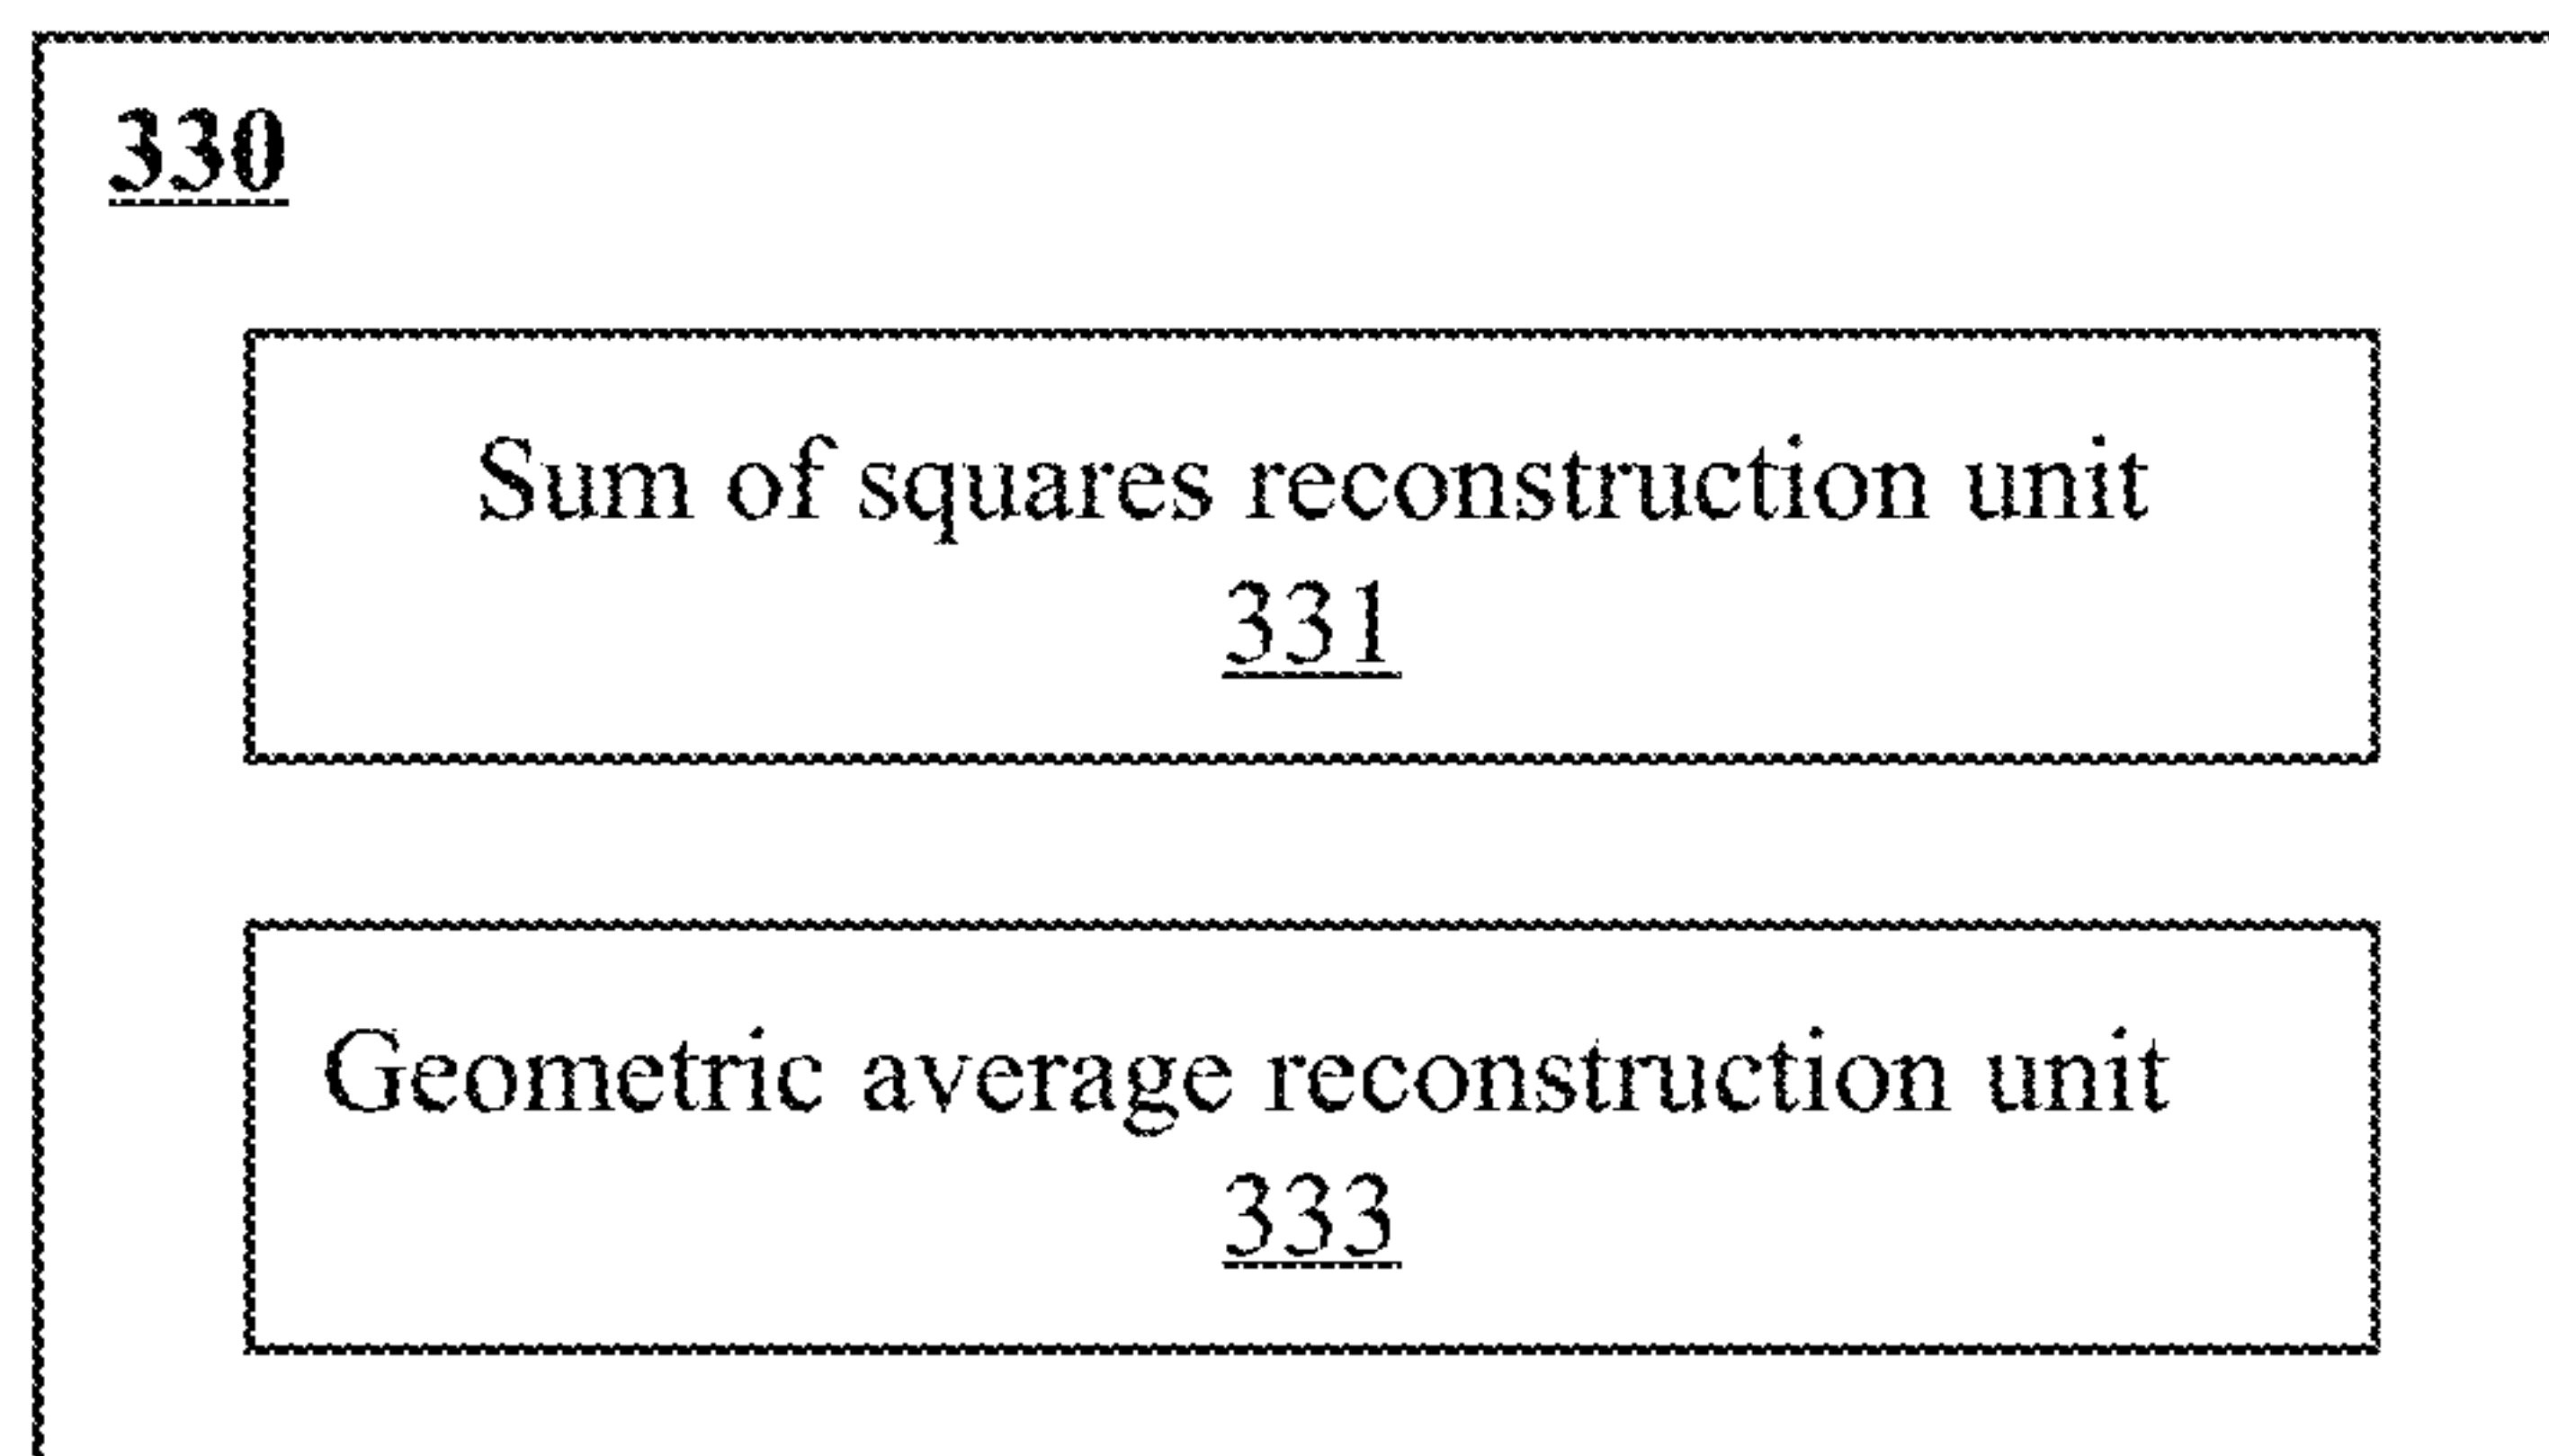 330
Sum of squares reconstruction unit
331
Geometric average reconstruction unit
333